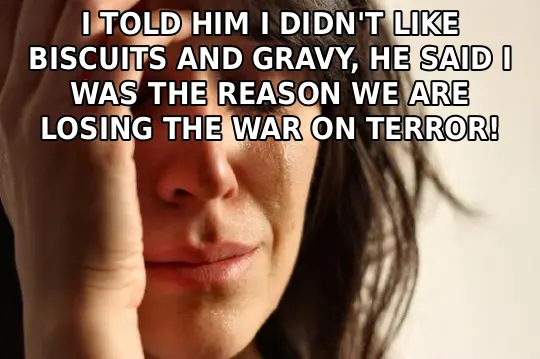 I TOLD HIM I DIDN'T LIKE
BISCUITS AND GRAVY, HE SAID I
WAS THE REASON WE ARE
LOSING THE WAR ON TERROR!